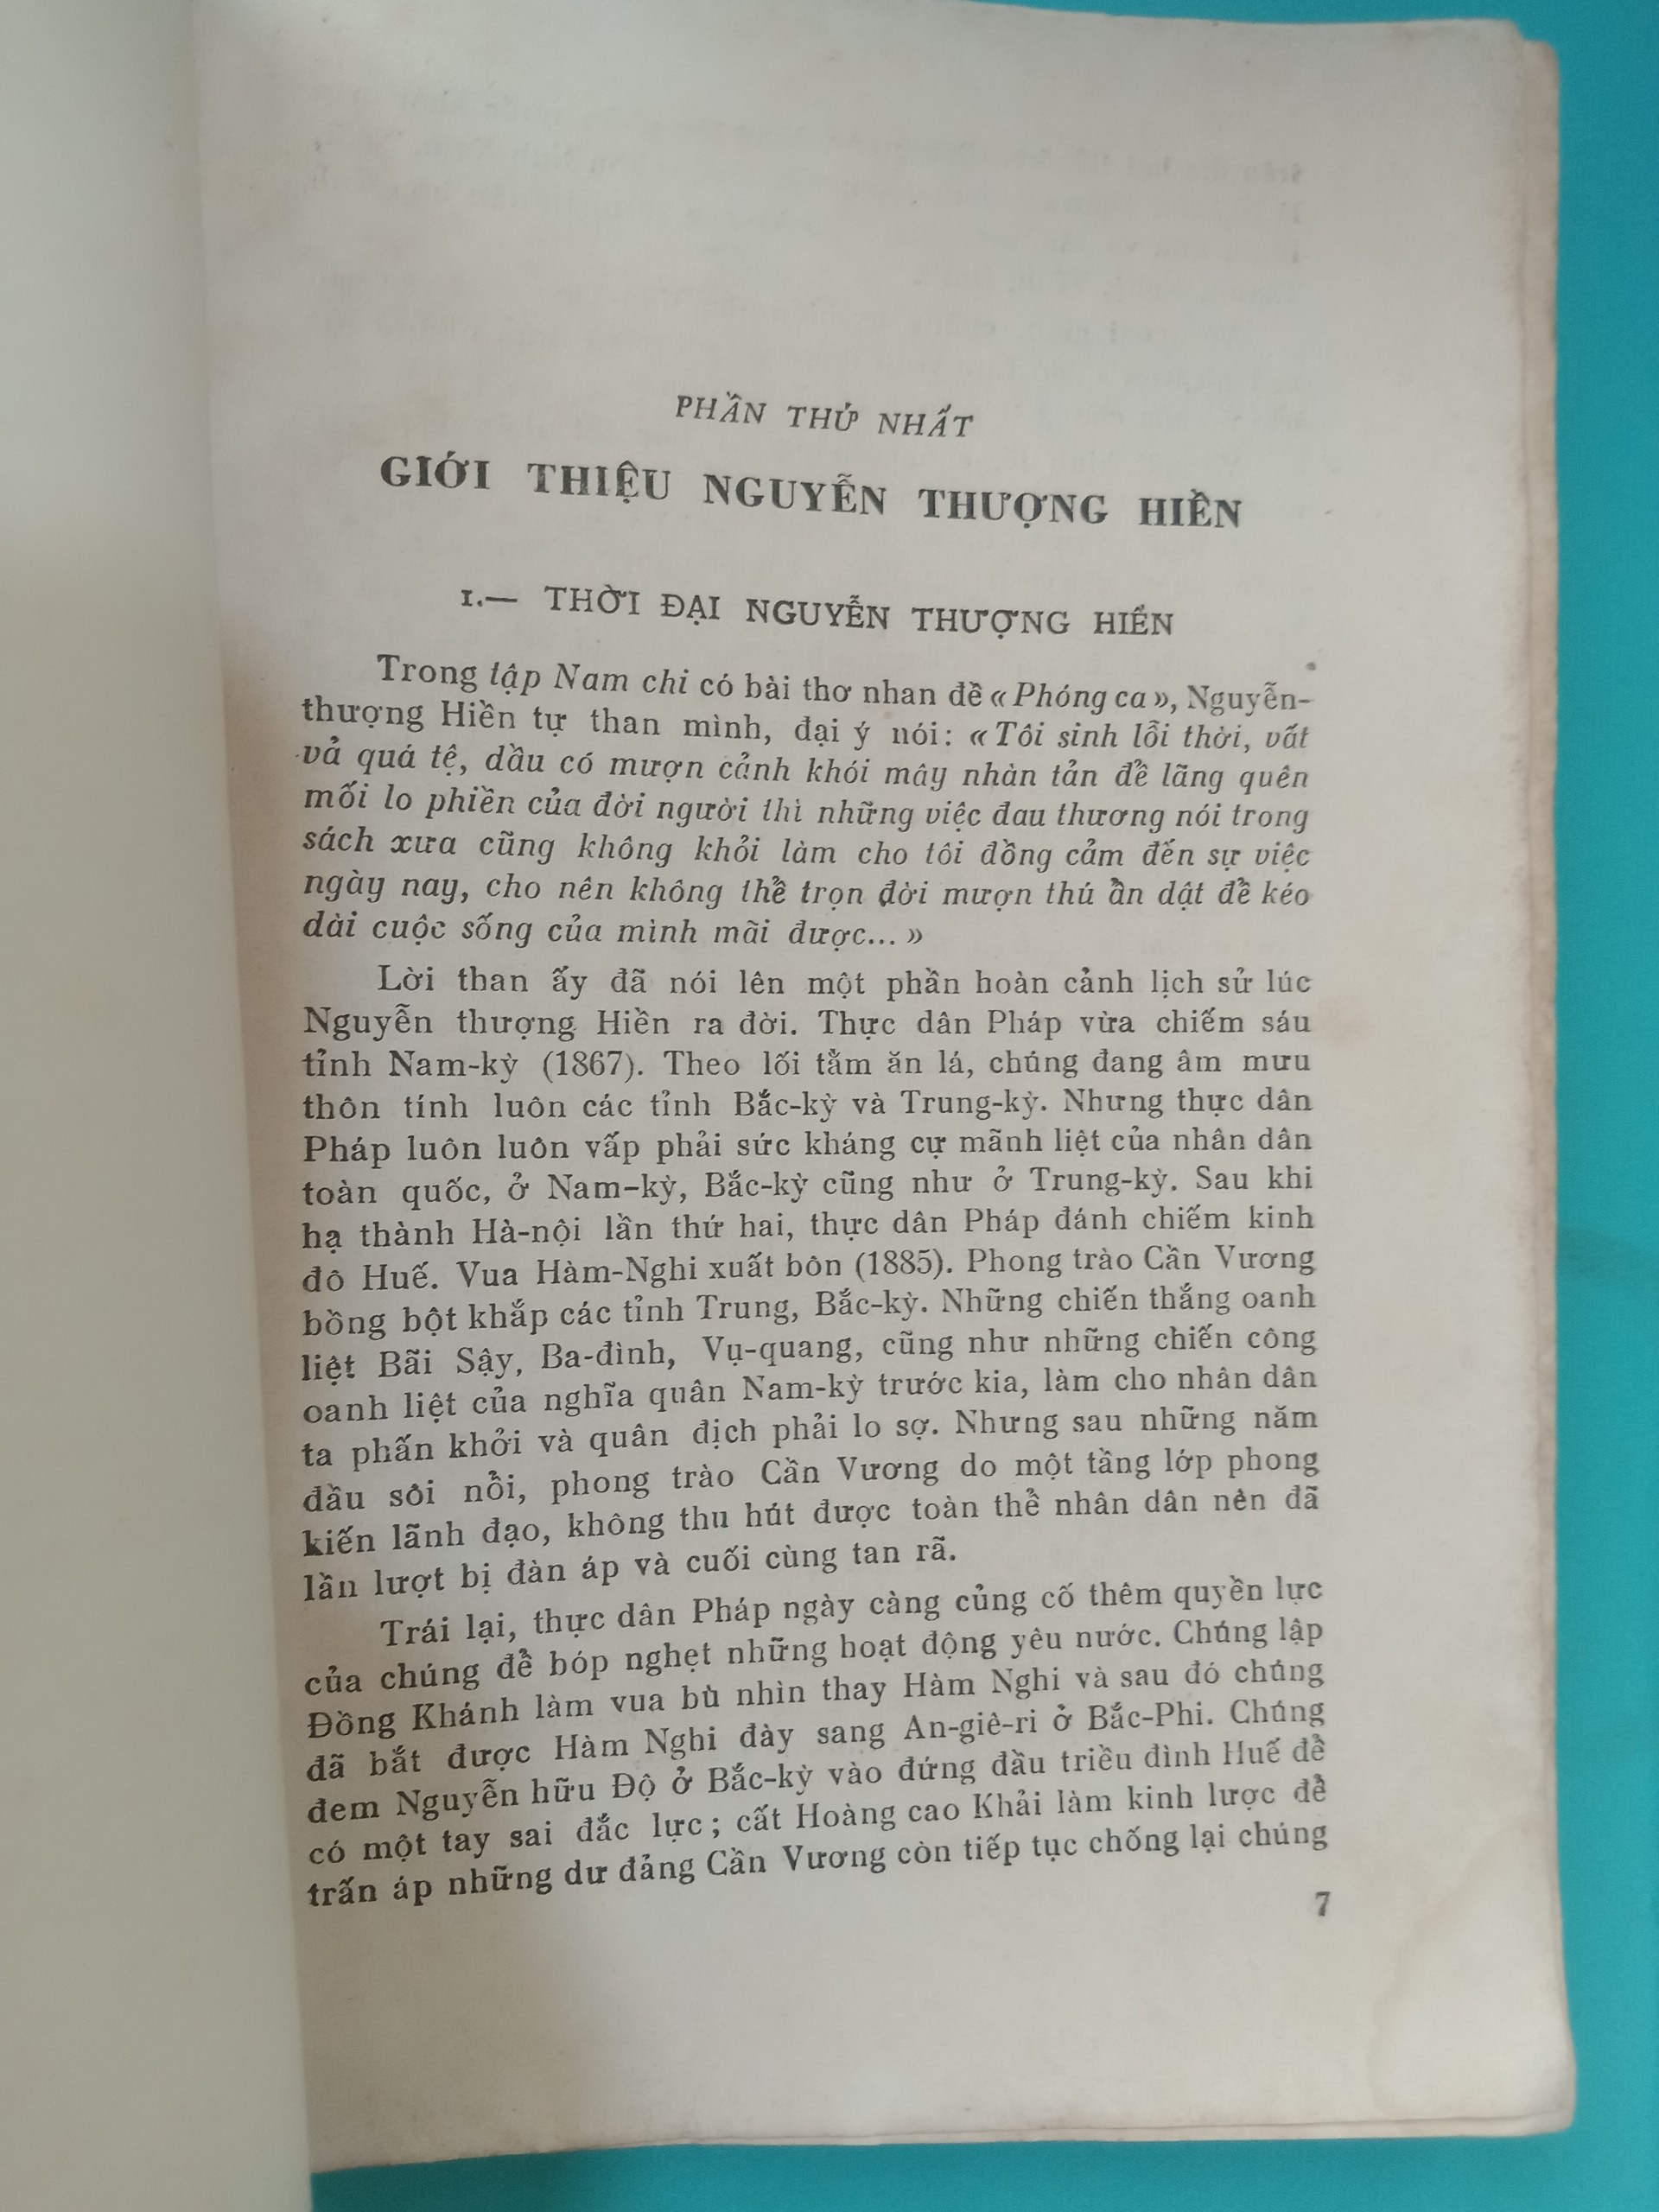 PHẦN THỨ NHẤT
GIỚI THIỆU NGUYỄN THƯỢNG HIỀN
I.— THỜI ĐẠI NGUYỄN THƯỢNG HIỀN
Trong tập Nam chi có bài thơ nhan đề « Phóng ca », Nguyễn-
thượng Hiền tự than mình, đại ý nói: « Tôi sinh lỗi thời, vất
vả quá tệ, dầu có mượn cảnh khói mây nhàn tản để lãng quên
mối lo phiền của đời người thì những việc đau thương nói trong
sách xưa cũng không khỏi làm cho tôi đồng cảm đến sự việc
ngày nay, cho nên không thể trọn đời mượn thú ẩn dật để kéo
dài cuộc sống của mình mãi được... »
Lời than ấy đã nói lên một phần hoàn cảnh lịch sử lúc
Nguyễn thượng Hiền ra đời. Thực dân Pháp vừa chiếm sáu
tỉnh Nam-kỳ (1867). Theo lối tằm ăn lá, chúng đang âm mưu
thôn tính luôn các tỉnh Bắc-kỳ và Trung-kỳ. Nhưng thực dân
Pháp luôn luôn vấp phải sức kháng cự mãnh liệt của nhân dân
toàn quốc, ở Nam-kỳ, Bắc-kỳ cũng như ở Trung-kỳ. Sau khi
hạ thành Hà-nội lần thứ hai, thực dân Pháp đánh chiếm kinh
đô Huế. Vua Hàm-Nghi xuất bôn (1885). Phong trào Cần Vương
bồng bột khắp các tỉnh Trung, Bắc-kỳ. Những chiến thắng oanh
liệt Bãi Sậy, Ba-đình, Vụ-quang, cũng như những chiến công
oanh liệt của nghĩa quân Nam-kỳ trước kia, làm cho nhân dân
ta phấn khởi và quân địch phải lo sợ. Nhưng sau những năm
đầu sôi nổi, phong trào Cần Vương do một tầng lớp phong
kiến lãnh đạo, không thu hút được toàn thể nhân dân nên đã
lần lượt bị đàn áp và cuối cùng tan rã.
Trái lại, thực dân Pháp ngày càng củng cố thêm quyền lực
của chúng để bóp nghẹt những hoạt động yêu nước. Chúng lập
Đồng Khánh làm vua bù nhìn thay Hàm Nghi và sau đó chúng
đã bắt được Hàm Nghi đày sang An-giê-ri ở Bắc-Phi. Chúng
đem Nguyễn hữu Độ ở Bắc-kỳ vào đứng đầu triều đình Huế để
có một tay sai đắc lực; cất Hoàng cao Khải làm kinh lược để
trấn áp những dư đảng Cần Vương còn tiếp tục chống lại chúng
7